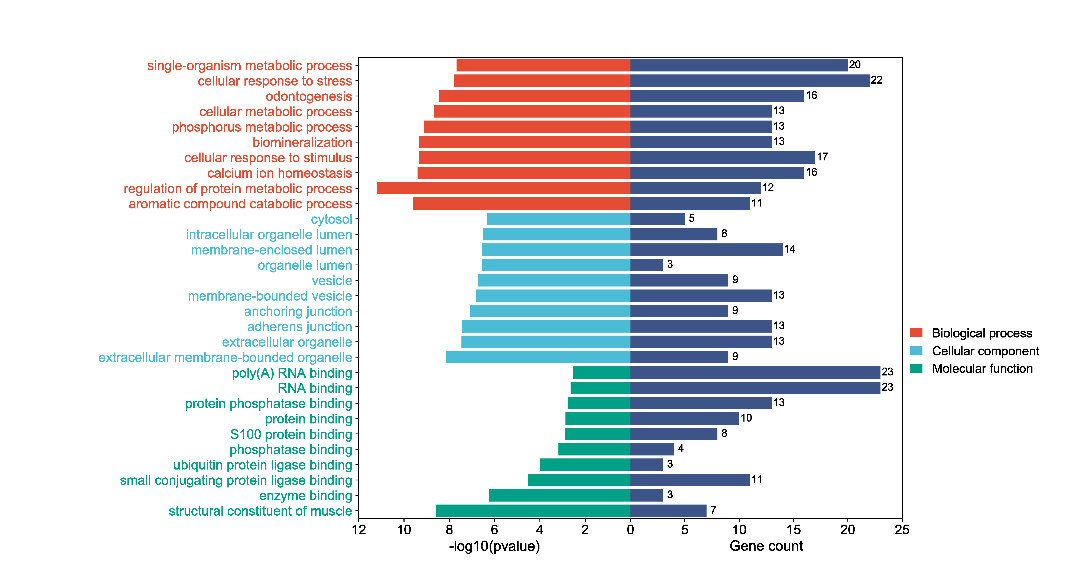 single-organism metabolic process 20
cellular response to stress 22
odontogenesis 16
cellular metabolic process 13
phosphorus metabolic process 13
biomineralization 13
cellular response to stimulus 17
calcium ion homeostasis 16
regulation of protein metabolic process 12
aromatic compound catabolic process 11
cytosol 5
intracellular organelle lumen 8
membrane-enclosed lumen 14
organelle lumen 3
vesicle 9
membrane-bounded vesicle 13
anchoring junction 9
adherens junction 13
extracellular organelle 13
extracellular membrane-bounded organelle 9
poly(A) RNA binding 23
RNA binding 23
protein phosphatase binding 13
protein binding 10
S100 protein binding 8
phosphatase binding 4
ubiquitin protein ligase binding 3
small conjugating protein ligase binding 11
enzyme binding 3
structural constituent of muscle 7
12 10 8 6 4 2 0 5 10 15 20 25
-log10(pvalue) Gene count
Biological process
Cellular component
Molecular function